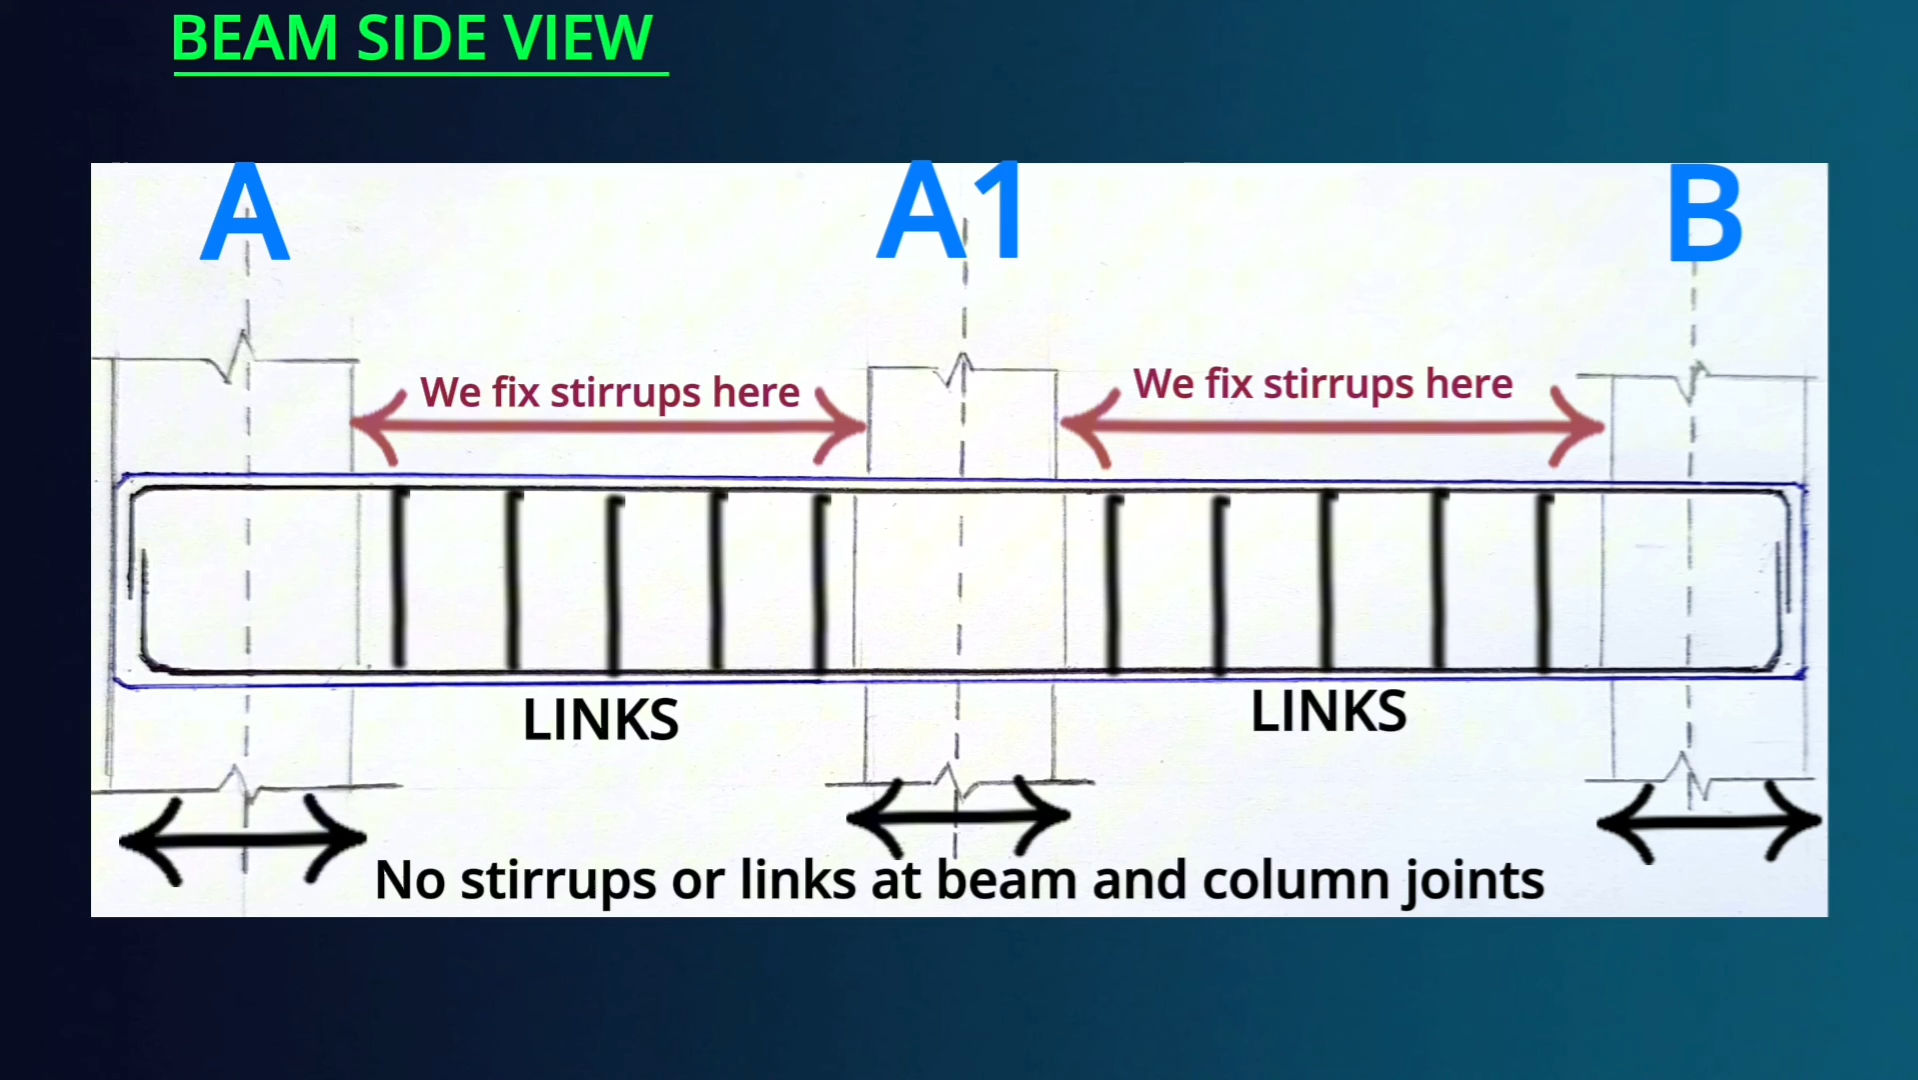 BEAM SIDE VIEW
A
A1
B
We fix stirrups here
We fix stirrups here
LINKS
LINKS
No stirrups or links at beam and column joints